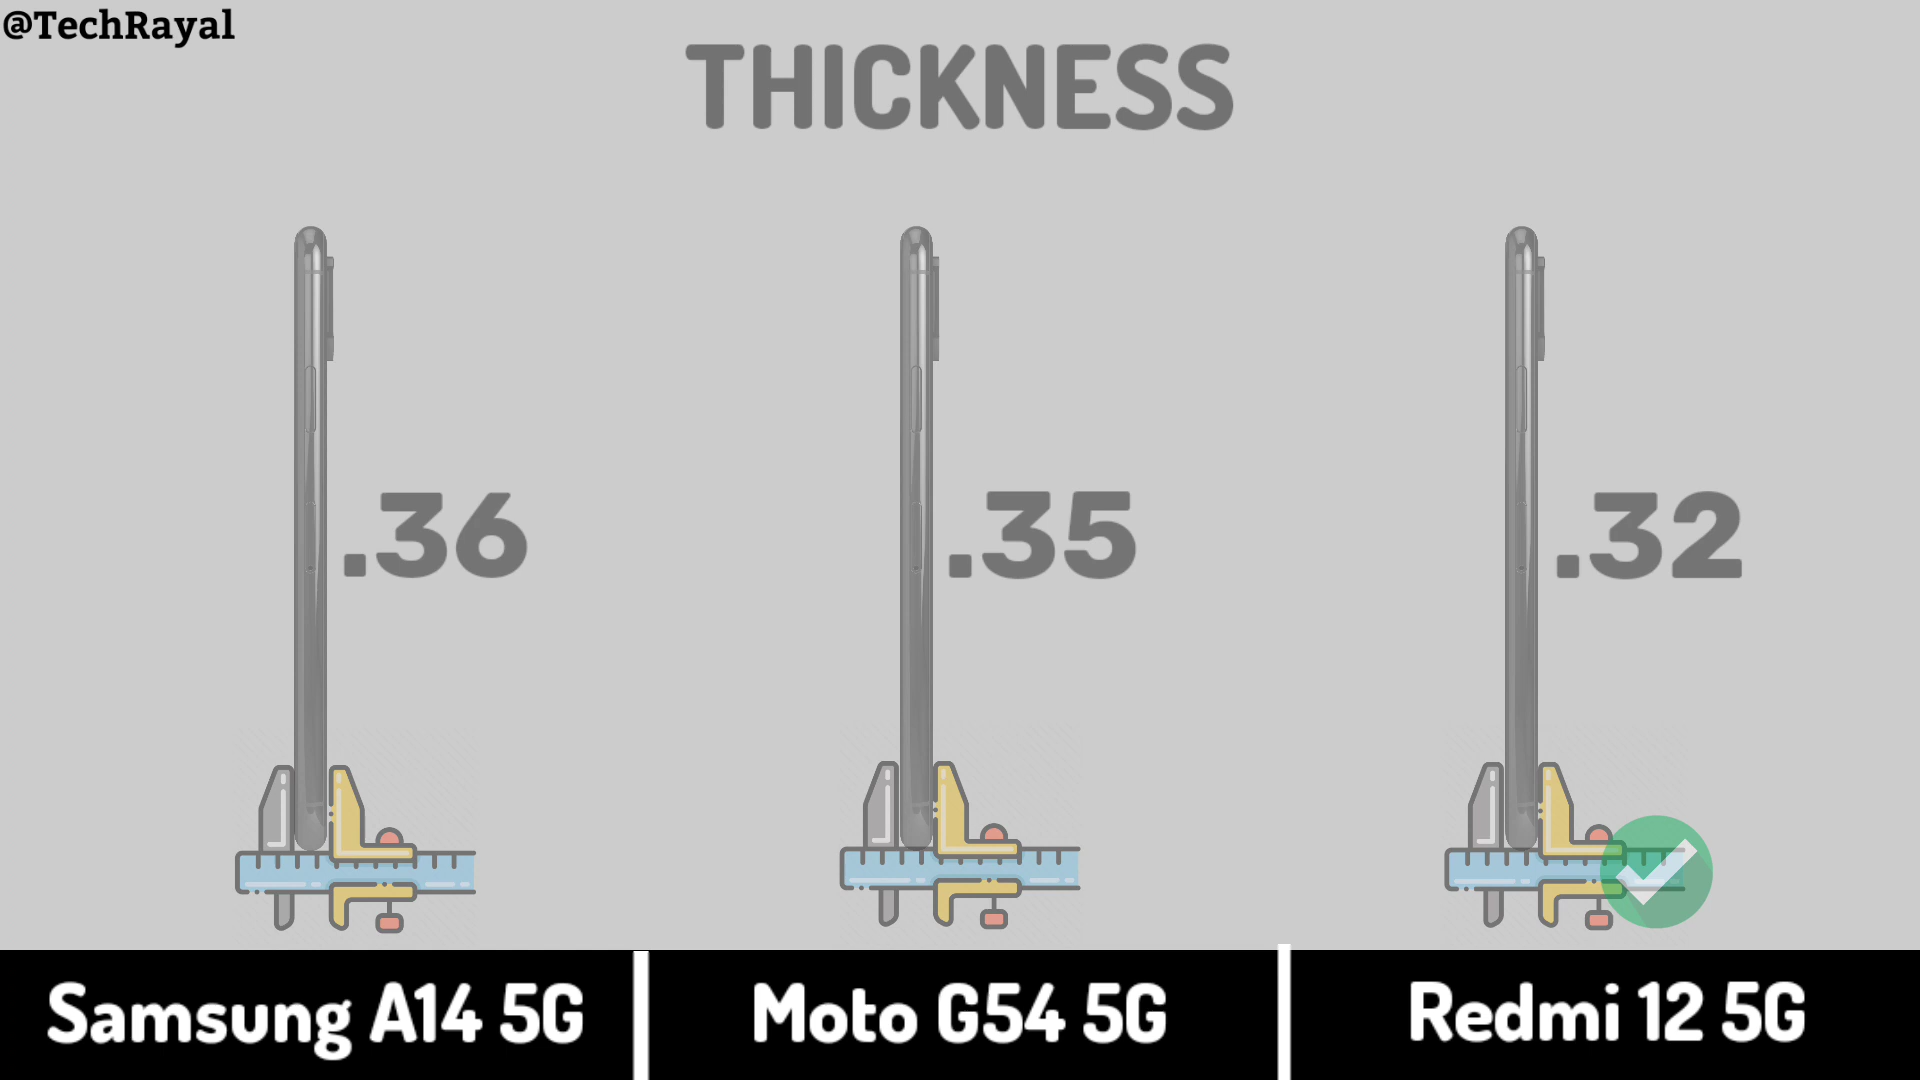 @TechRayal
THICKNESS
.36
.35
.32
Samsung A14 5G
Moto G54 5G
Redmi 12 5G